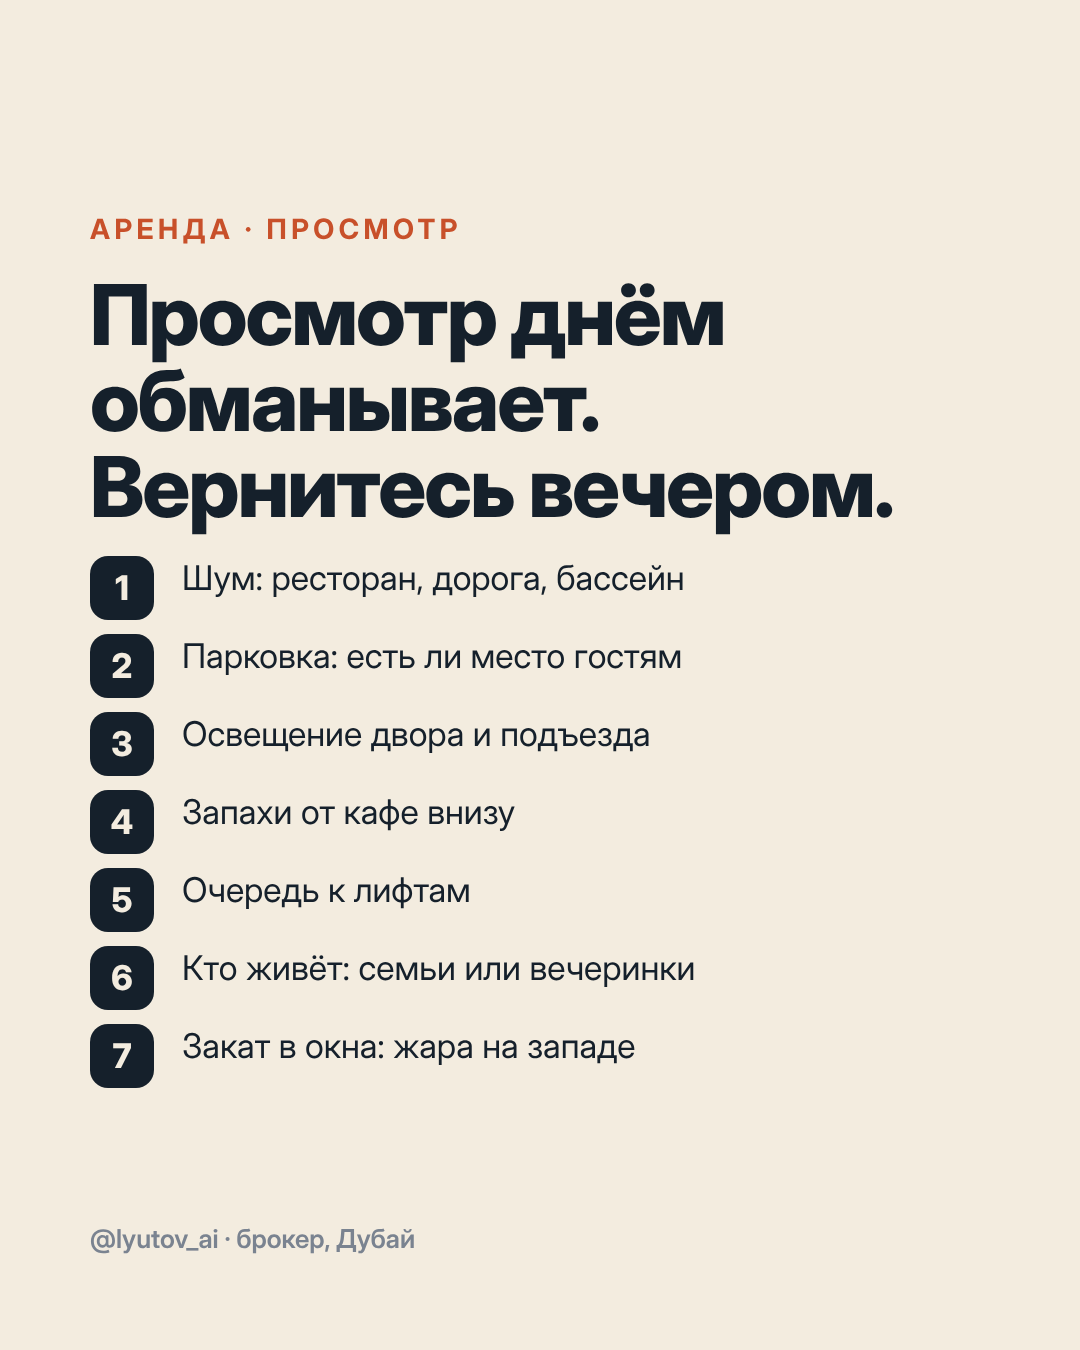 АРЕНДА · ПРОСМОТР
Просмотр днём
обманывает.
Вернитесь вечером.
1 Шум: ресторан, дорога, бассейн
2 Парковка: есть ли место гостям
3 Освещение двора и подъезда
4 Запахи от кафе внизу
5 Очередь к лифтам
6 Кто живёт: семьи или вечеринки
7 Закат в окна: жара на западе
@lyutov_ai · брокер, Дубай